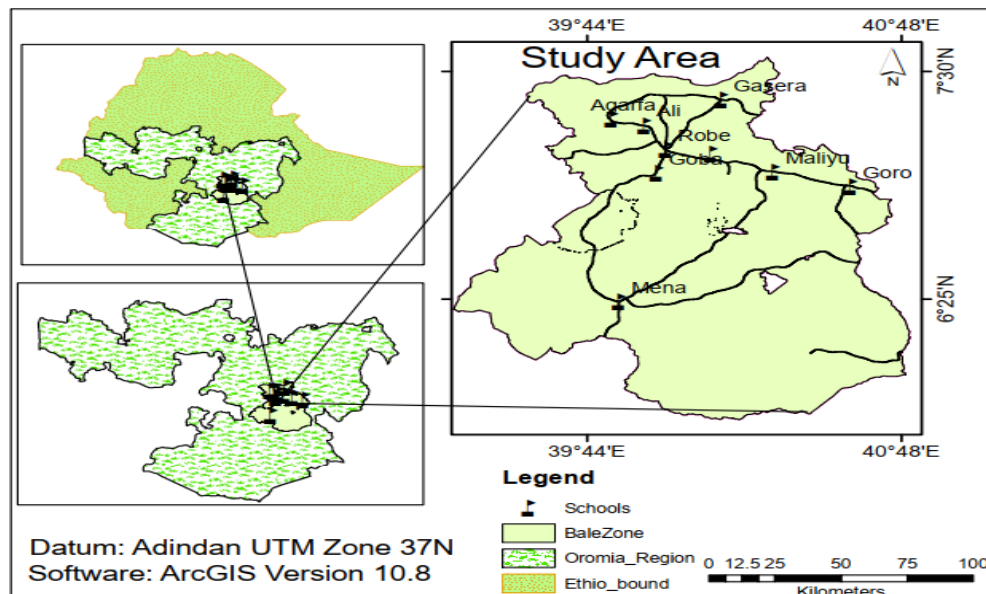 39°44'E
40°48'E
Study Area
N
7°30'N
Gasera
Agarfa
Ali
Robe
Goba
Maliyu
Goro
Mena
6°25'N
39°44'E
40°48'E
Legend
Schools
BaleZone
Oromia_Region
Ethio_bound
Datum: Adindan UTM Zone 37N
Software: ArcGIS Version 10.8
0 12.5 25 50 75 100
Kilometers